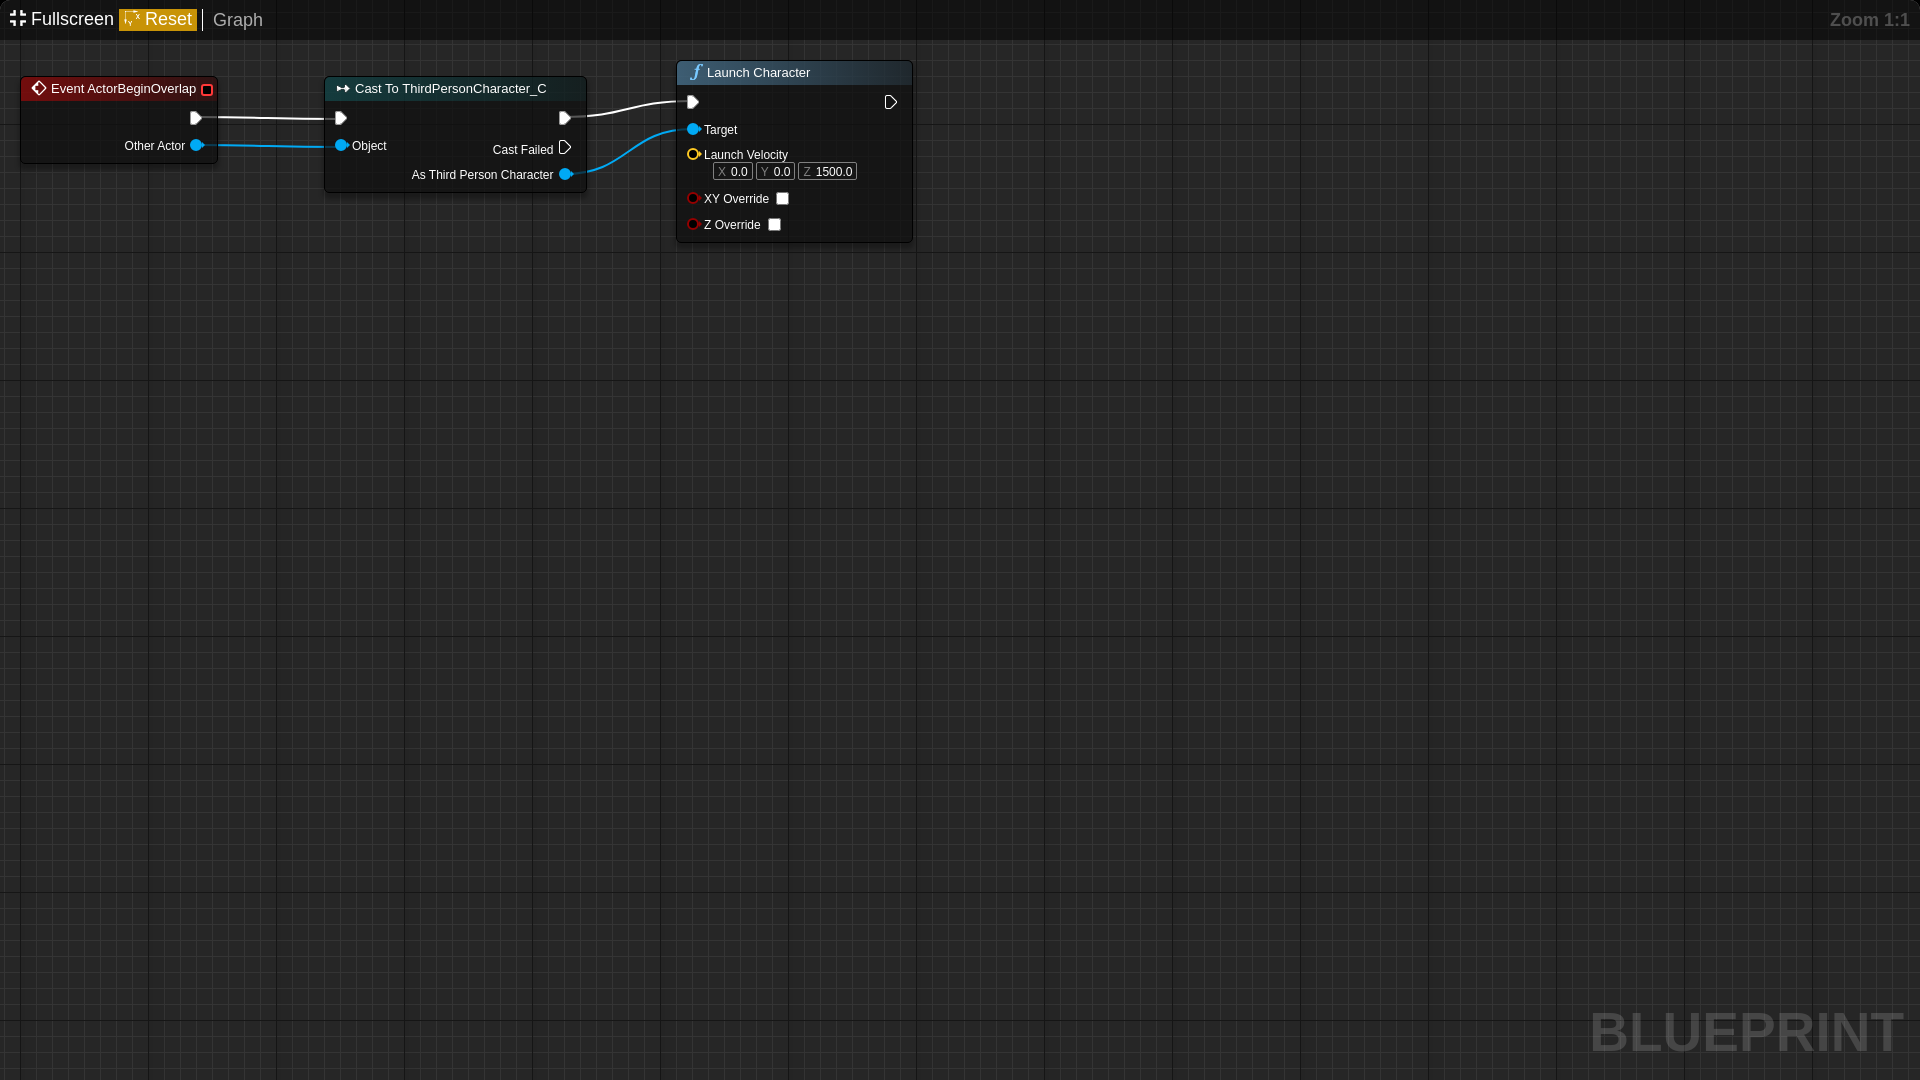 Fullscreen Reset Graph
Zoom 1:1
Event ActorBeginOverlap
Other Actor
Cast To ThirdPersonCharacter_C
Object
Cast Failed
As Third Person Character
Launch Character
Target
Launch Velocity
X 0.0 Y 0.0 Z 1500.0
XY Override
Z Override
BLUEPRINT